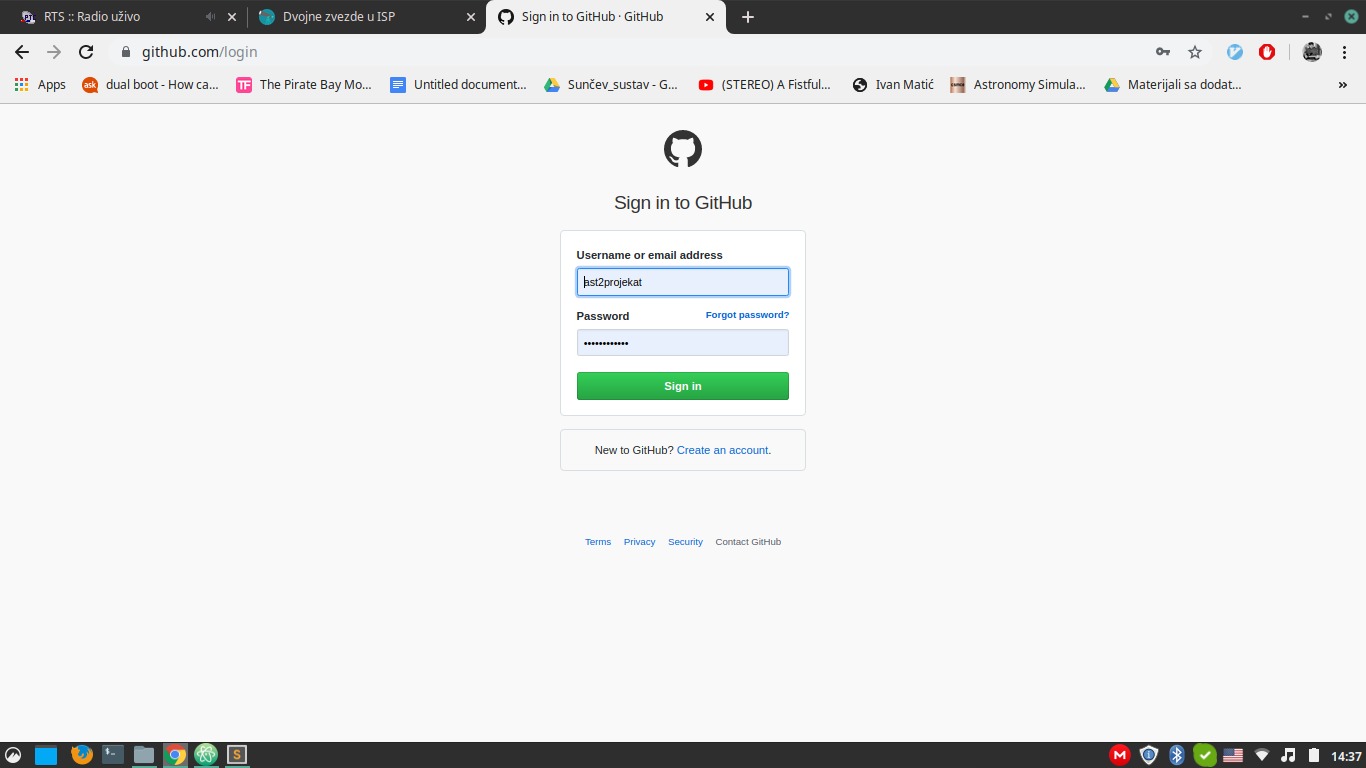 RTS :: Radio uživo
Dvojne zvezde u ISP
Sign in to GitHub · GitHub
github.com/login
Apps
ask
dual boot - How ca...
TF
The Pirate Bay Mo...
Untitled document...
Sunčev_sustav - G...
(STEREO) A Fistful...
Ivan Matić
Astronomy Simula...
Materijali sa dodat...
»
Sign in to GitHub
Username or email address
ast2projekat
Password
Forgot password?
••••••••••••
Sign in
New to GitHub? Create an account.
Terms
Privacy
Security
Contact GitHub
14:37